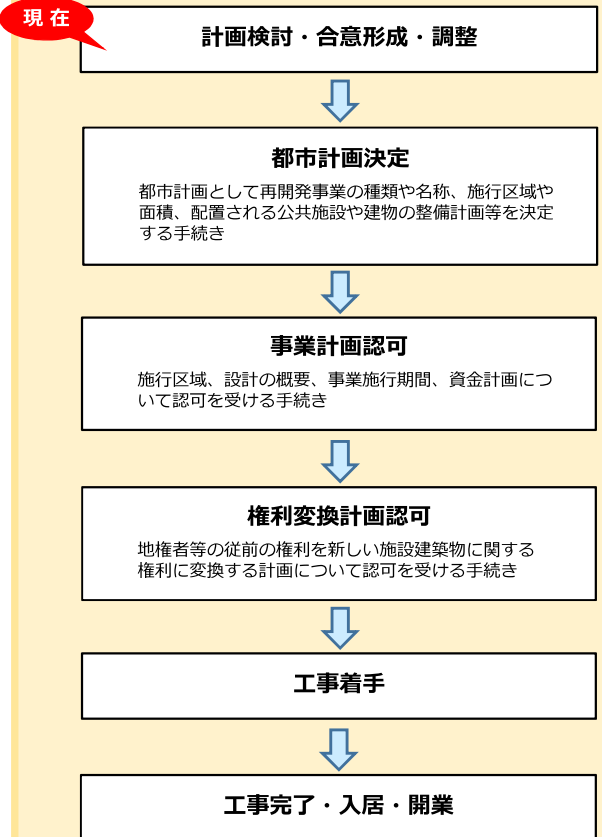 現 在
計画検討・合意形成・調整
都市計画決定
都市計画として再開発事業の種類や名称、施行区域や
面積、配置される公共施設や建物の整備計画等を決定
する手続き
事業計画認可
施行区域、設計の概要、事業施行期間、資金計画につ
いて認可を受ける手続き
権利変換計画認可
地権者等の従前の権利を新しい施設建築物に関する
権利に変換する計画について認可を受ける手続き
工事着手
工事完了・入居・開業